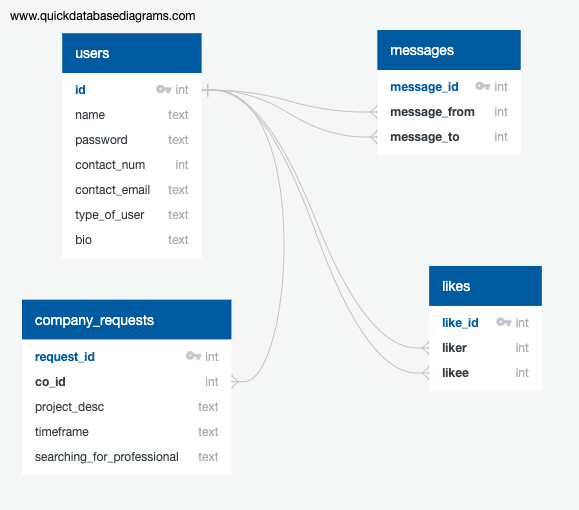 www.quickdatabasediagrams.com
users
id int
name text
password text
contact_num int
contact_email text
type_of_user text
bio text
messages
message_id int
message_from int
message_to int
company_requests
request_id int
co_id int
project_desc text
timeframe text
searching_for_professional text
likes
like_id int
liker int
likee int